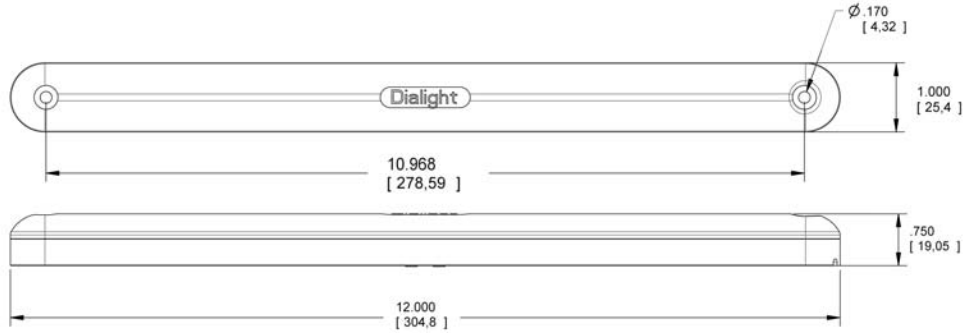 Ø.170
[ 4,32 ]
Dialight
1.000
[ 25,4 ]
10.968
[ 278,59 ]
.750
[ 19,05 ]
12.000
[ 304,8 ]